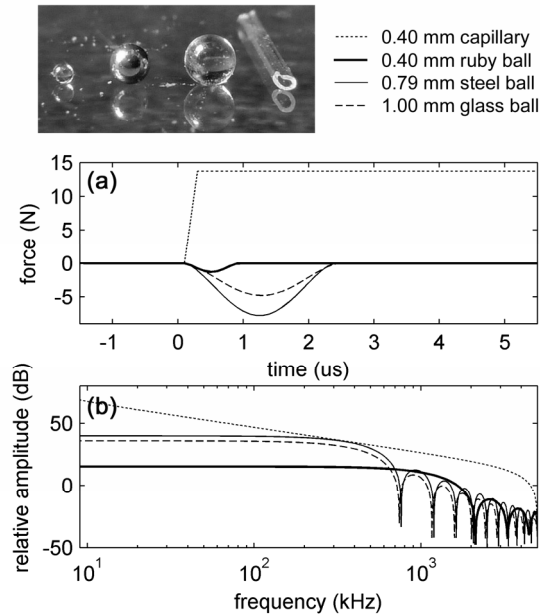 0.40 mm capillary
0.40 mm ruby ball
0.79 mm steel ball
1.00 mm glass ball
(a)
force (N)
15
10
5
0
-5
-1 0 1 2 3 4 5
time (us)
(b)
relative amplitude (dB)
50
0
-50
10¹ 10² 10³
frequency (kHz)